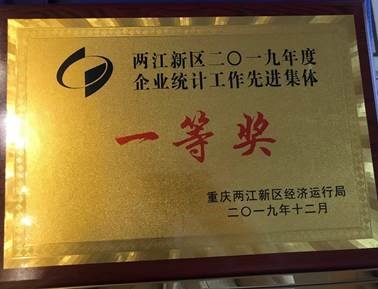 两江新区二〇一九年度
企业统计工作先进集体
一等奖
重庆两江新区经济运行局
二〇一九年十二月